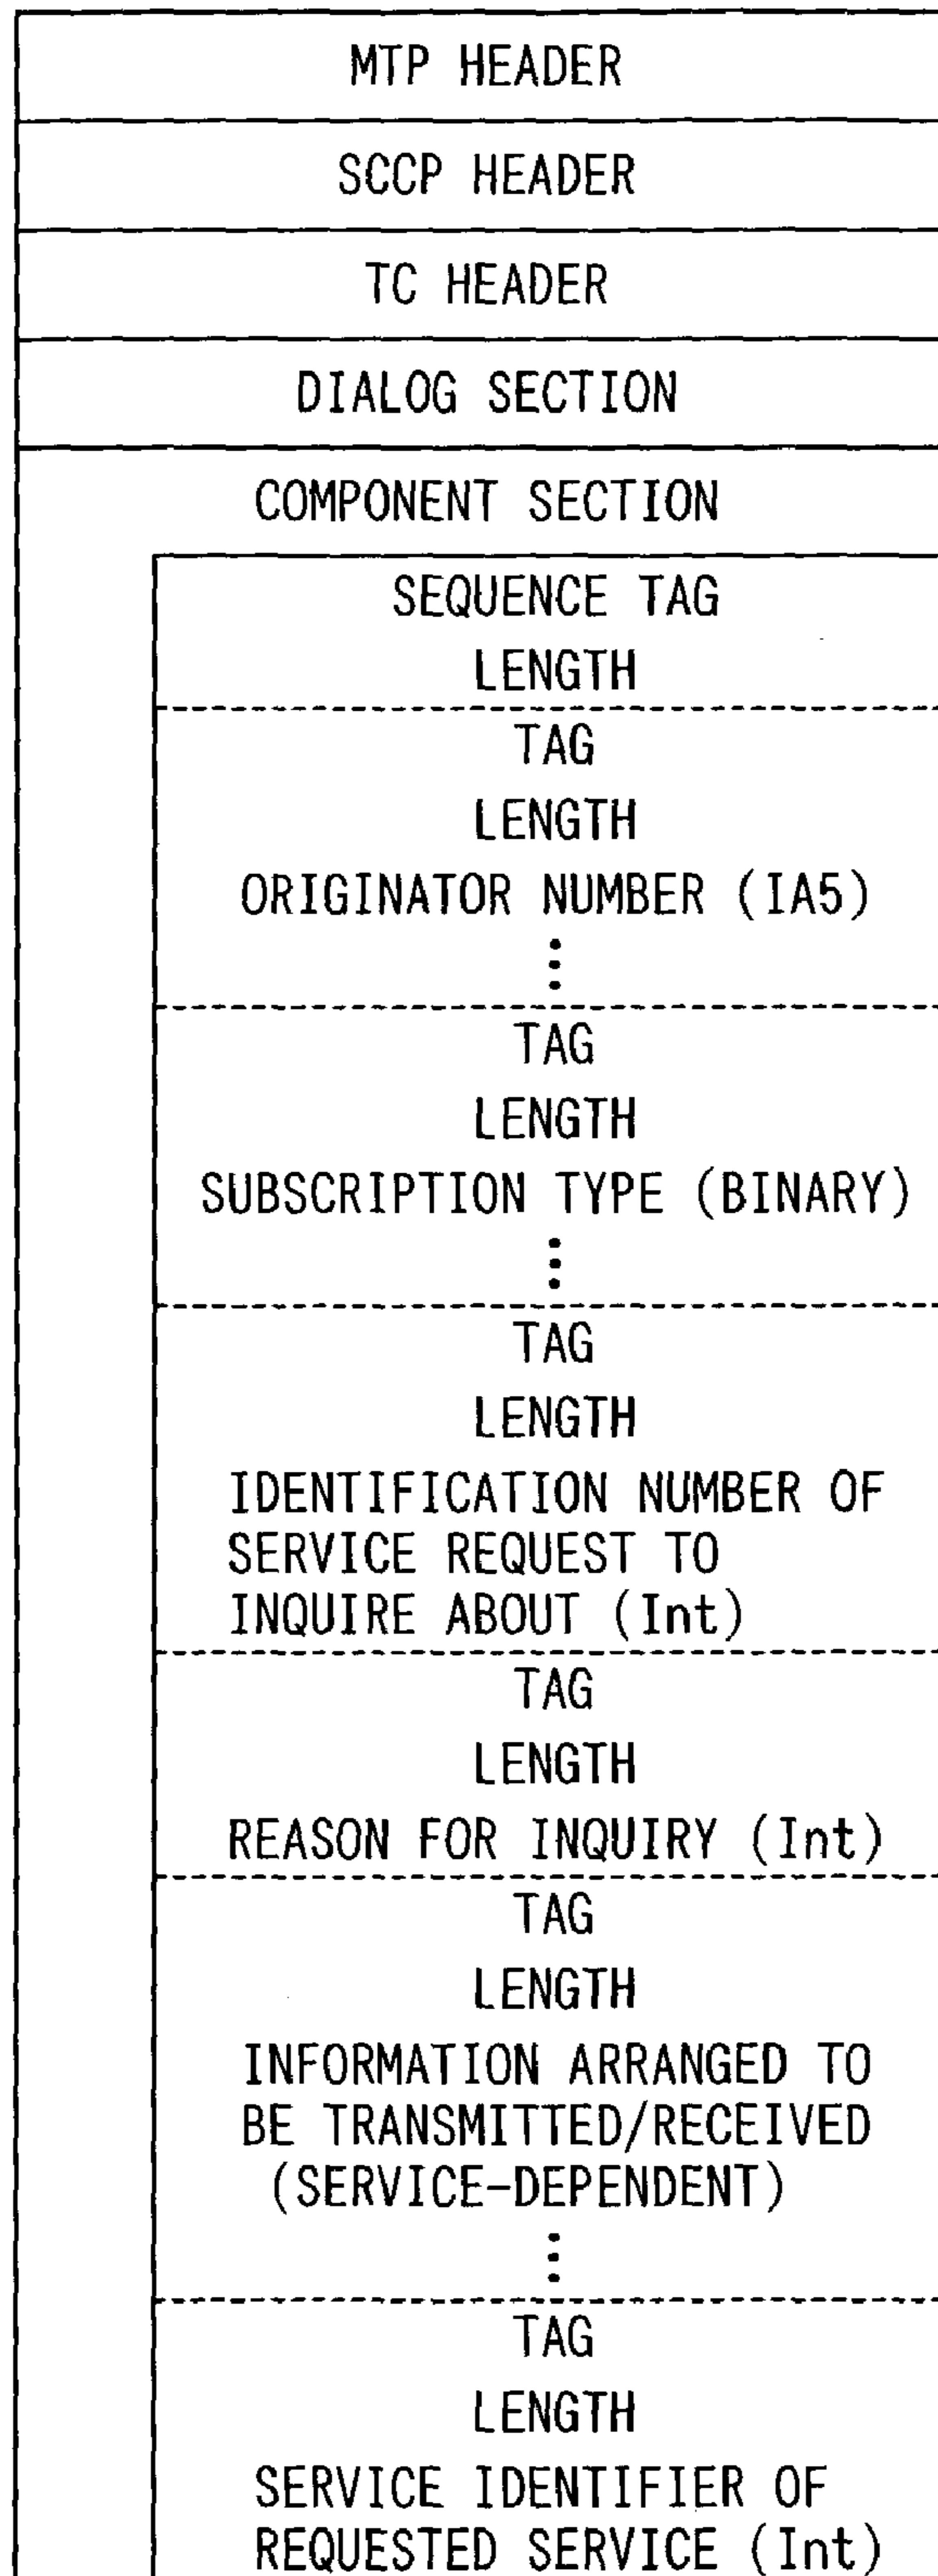 MTP HEADER
SCCP HEADER
TC HEADER
DIALOG SECTION
COMPONENT SECTION
SEQUENCE TAG
LENGTH
TAG
LENGTH
ORIGINATOR NUMBER (IA5)
TAG
LENGTH
SUBSCRIPTION TYPE (BINARY)
TAG
LENGTH
IDENTIFICATION NUMBER OF
SERVICE REQUEST TO
INQUIRE ABOUT (Int)
TAG
LENGTH
REASON FOR INQUIRY (Int)
TAG
LENGTH
INFORMATION ARRANGED TO
BE TRANSMITTED/RECEIVED
(SERVICE-DEPENDENT)
TAG
LENGTH
SERVICE IDENTIFIER OF
REQUESTED SERVICE (Int)